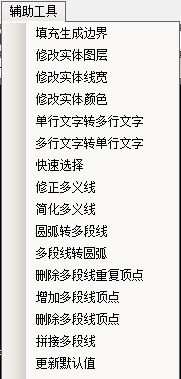 辅助工具
填充生成边界
修改实体图层
修改实体线宽
修改实体颜色
单行文字转多行文字
多行文字转单行文字
快速选择
修正多义线
简化多义线
圆弧转多段线
多段线转圆弧
删除多段线重复顶点
增加多段线顶点
删除多段线顶点
拼接多段线
更新默认值